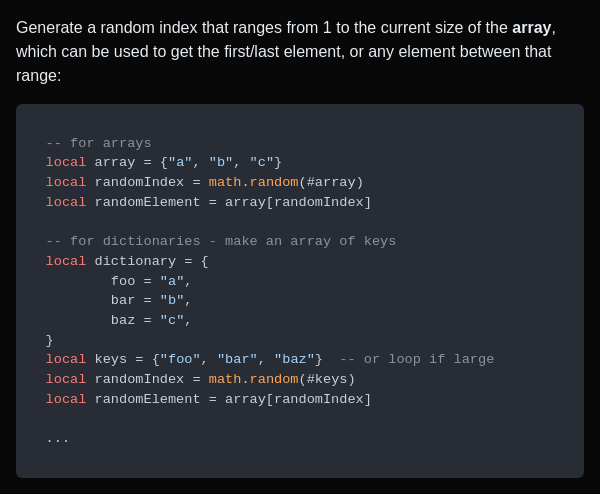 Generate a random index that ranges from 1 to the current size of the array,
which can be used to get the first/last element, or any element between that
range:
-- for arrays
local array = {"a", "b", "c"}
local randomIndex = math.random(#array)
local randomElement = array[randomIndex]
-- for dictionaries - make an array of keys
local dictionary = {
        foo = "a",
        bar = "b",
        baz = "c",
}
local keys = {"foo", "bar", "baz"}  -- or loop if large
local randomIndex = math.random(#keys)
local randomElement = array[randomIndex]
...